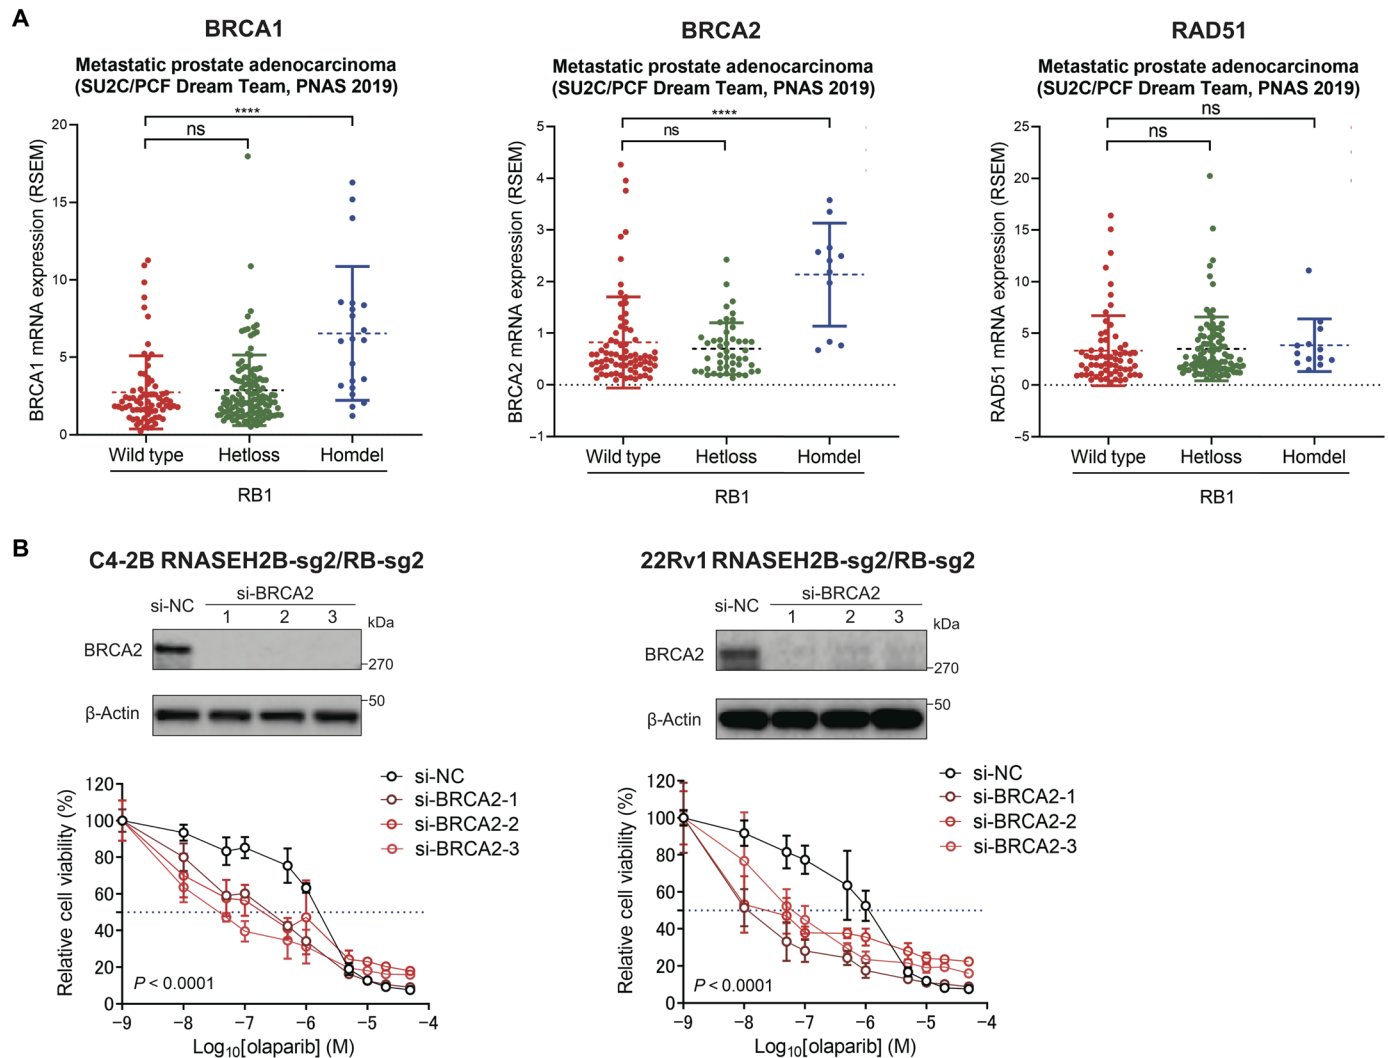 A
BRCA1
Metastatic prostate adenocarcinoma
(SU2C/PCF Dream Team, PNAS 2019)
****
ns
20
15
10
5
0
BRCA1 mRNA expression (RSEM)
Wild type
Hetloss
Homdel
RB1
BRCA2
Metastatic prostate adenocarcinoma
(SU2C/PCF Dream Team, PNAS 2019)
****
ns
5
4
3
2
1
0
−1
BRCA2 mRNA expression (RSEM)
Wild type
Hetloss
Homdel
RB1
RAD51
Metastatic prostate adenocarcinoma
(SU2C/PCF Dream Team, PNAS 2019)
ns
ns
25
20
15
10
5
0
−5
RAD51 mRNA expression (RSEM)
Wild type
Hetloss
Homdel
RB1
B
C4-2B RNASEH2B-sg2/RB-sg2
si-NC
si-BRCA2
1 2 3
kDa
BRCA2
270
50
β-Actin
si-NC
si-BRCA2-1
si-BRCA2-2
si-BRCA2-3
120
100
80
60
40
20
0
Relative cell viability (%)
P < 0.0001
−9 −8 −7 −6 −5 −4
Log10[olaparib] (M)
22Rv1 RNASEH2B-sg2/RB-sg2
si-NC
si-BRCA2
1 2 3
kDa
BRCA2
270
50
β-Actin
si-NC
si-BRCA2-1
si-BRCA2-2
si-BRCA2-3
120
100
80
60
40
20
0
Relative cell viability (%)
P < 0.0001
−9 −8 −7 −6 −5 −4
Log10[olaparib] (M)